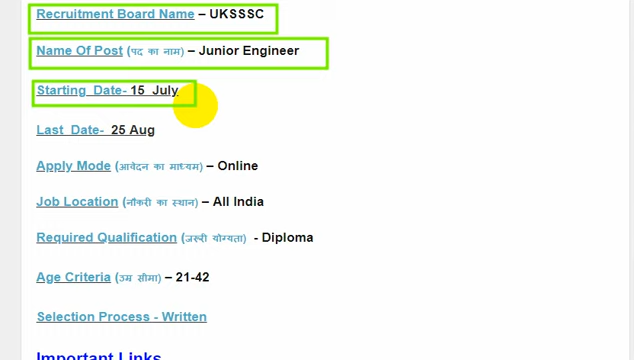 Recruitment Board Name – UKSSSC
Name Of Post (पद का नाम) – Junior Engineer
Starting Date- 15 July
Last Date- 25 Aug
Apply Mode (आवेदन का माध्यम) – Online
Job Location (नौकरी का स्थान) – All India
Required Qualification (जरूरी योग्यता) - Diploma
Age Criteria (उम्र सीमा) – 21-42
Selection Process - Written
Important Links